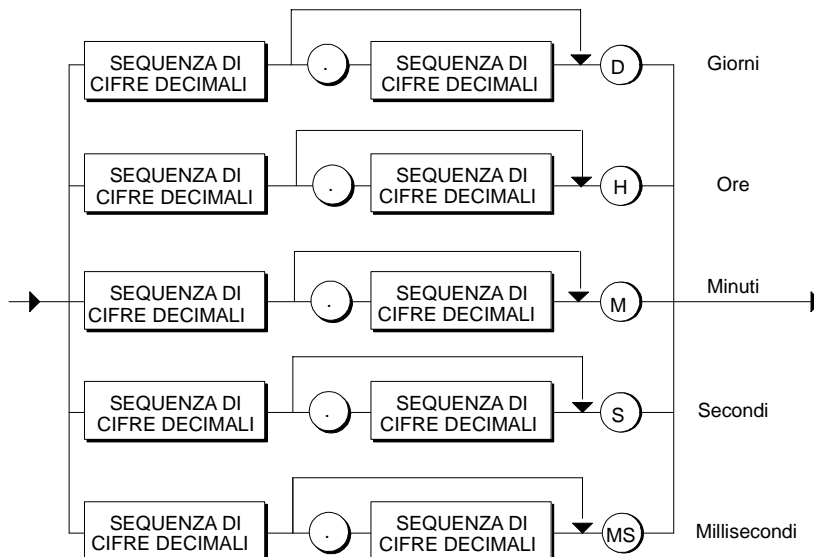 SEQUENZA DI
CIFRE DECIMALI
.
SEQUENZA DI
CIFRE DECIMALI
D
Giorni
SEQUENZA DI
CIFRE DECIMALI
.
SEQUENZA DI
CIFRE DECIMALI
H
Ore
SEQUENZA DI
CIFRE DECIMALI
.
SEQUENZA DI
CIFRE DECIMALI
M
Minuti
SEQUENZA DI
CIFRE DECIMALI
.
SEQUENZA DI
CIFRE DECIMALI
S
Secondi
SEQUENZA DI
CIFRE DECIMALI
.
SEQUENZA DI
CIFRE DECIMALI
MS
Millisecondi